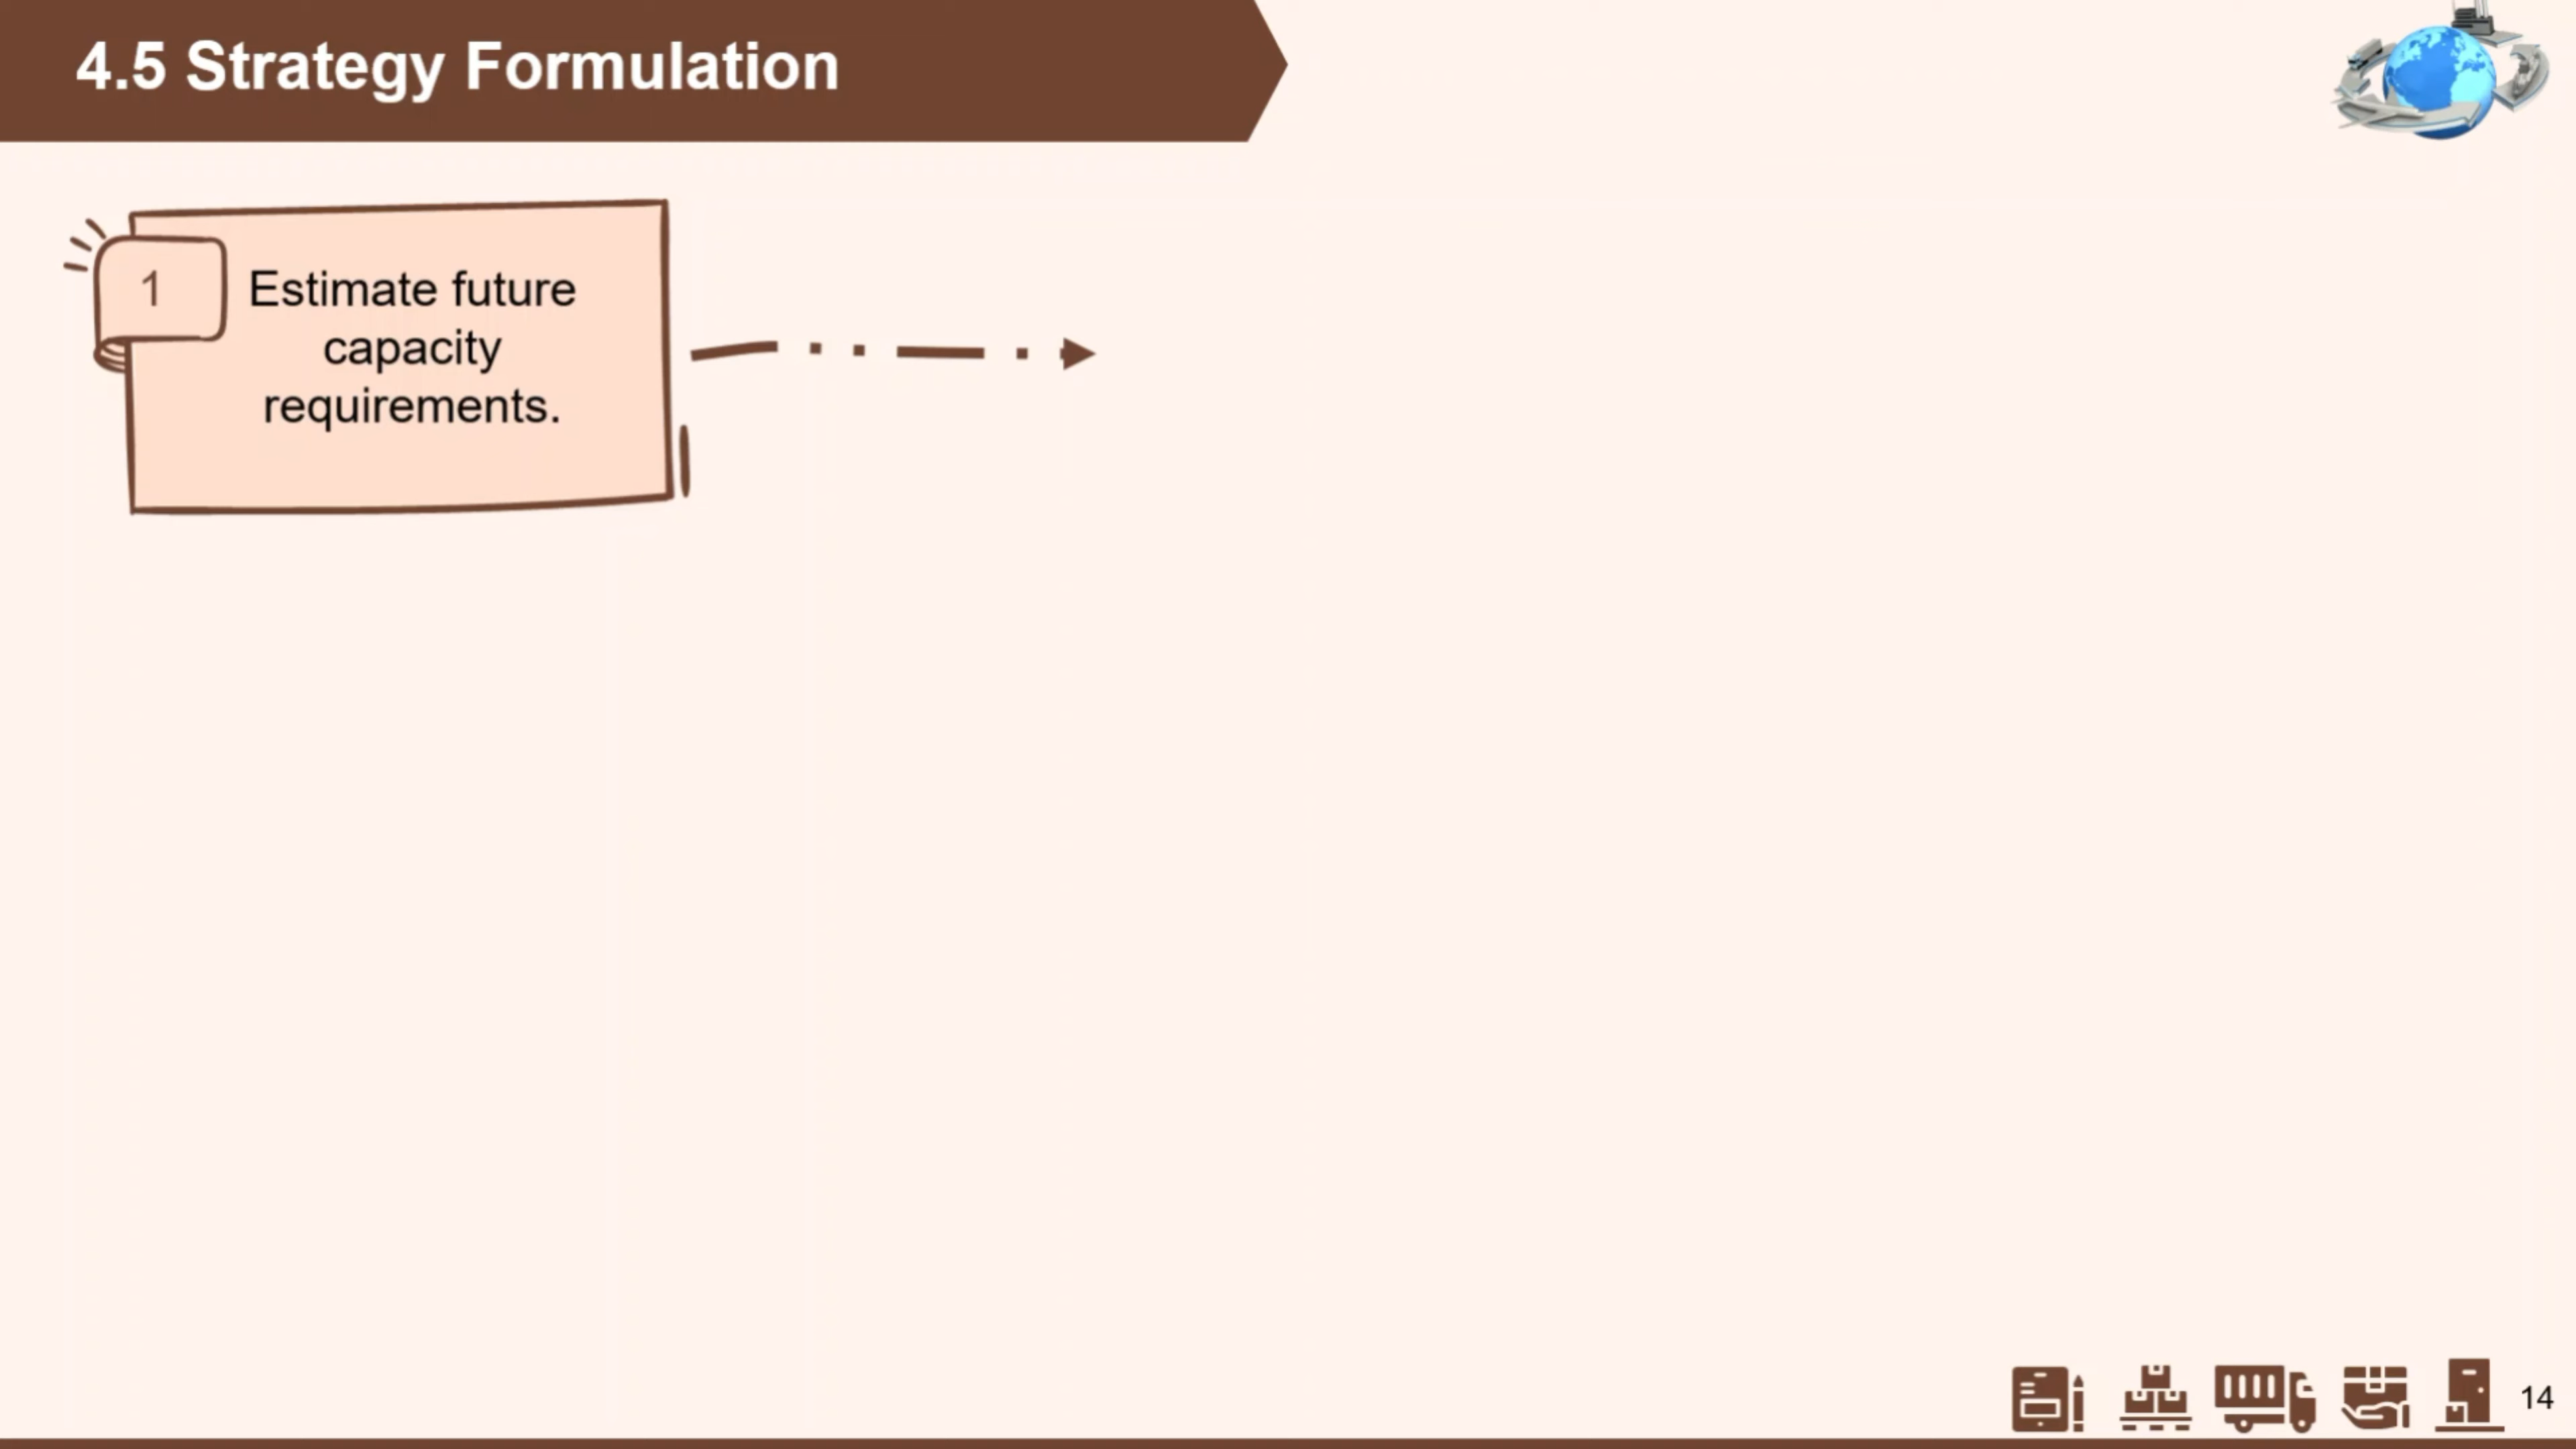 4.5 Strategy Formulation
1
Estimate future
capacity
requirements.
14